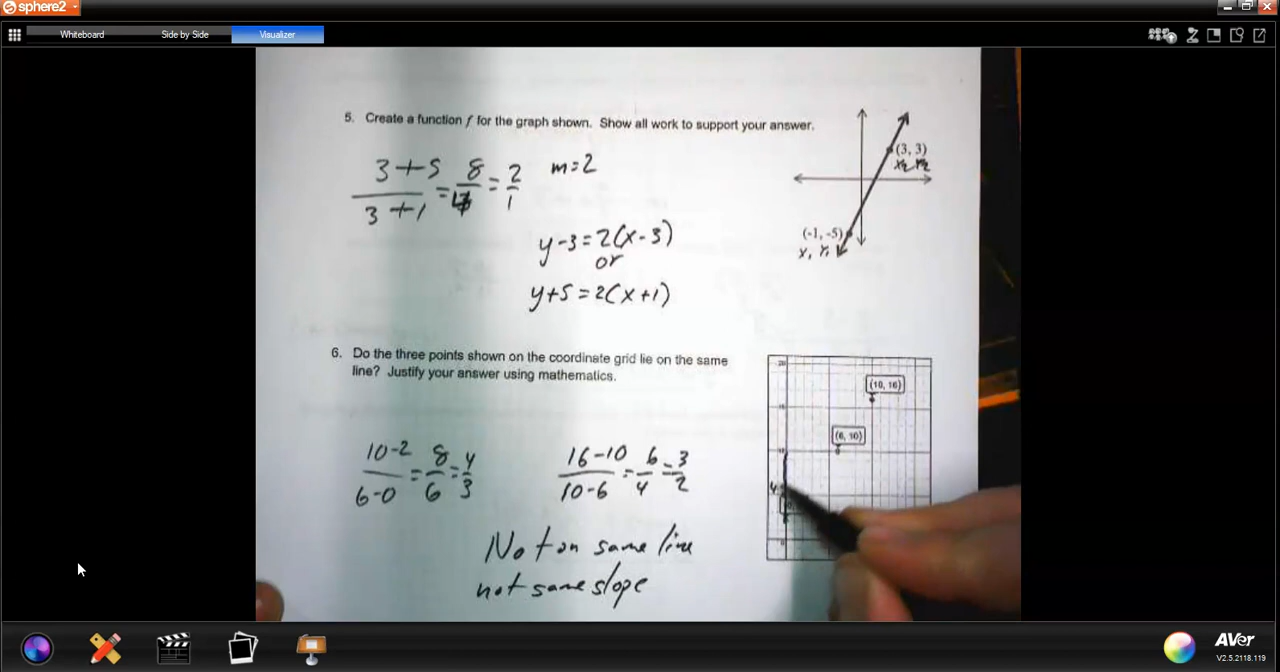 sphere2
Whiteboard
Side by Side
Visualizer
5. Create a function f for the graph shown. Show all work to support your answer.
3+5
3+1
= 8
4
= 2
1
m=2
y-3=2(x-3)
or
y+5=2(x+1)
(3, 3)
x2 y2
(-1, -5)
x1 y1
6. Do the three points shown on the coordinate grid lie on the same
line? Justify your answer using mathematics.
10-2
6-0
= 8
6
= 4
3
16-10
10-6
= 6
4
= 3
2
Not on same line
not same slope
(10, 16)
(6, 10)
AVer
V2.5.2118.119